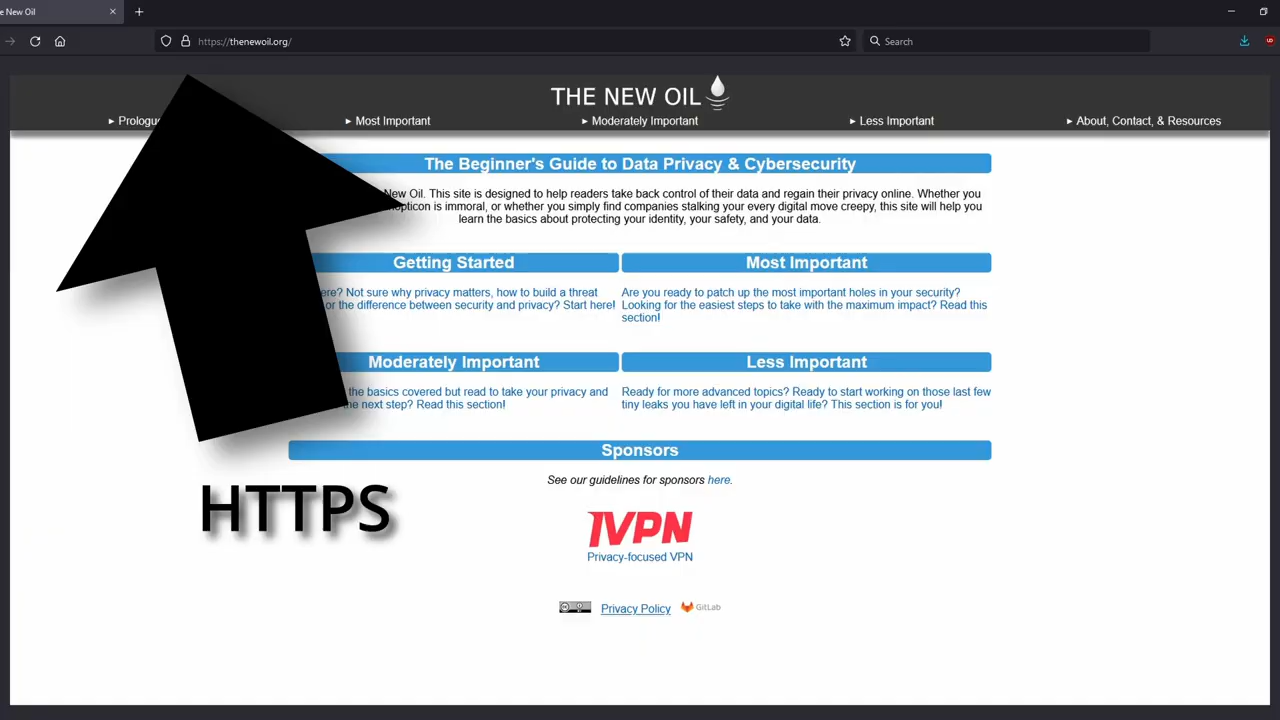 e New Oil
https://thenewoil.org/
Search
THE NEW OIL
▸ Prologu
▸ Most Important
▸ Moderately Important
▸ Less Important
▸ About, Contact, & Resources
The Beginner's Guide to Data Privacy & Cybersecurity
New Oil. This site is designed to help readers take back control of their data and regain their privacy online. Whether you
opticon is immoral, or whether you simply find companies stalking your every digital move creepy, this site will help you
learn the basics about protecting your identity, your safety, and your data.
Getting Started
ere? Not sure why privacy matters, how to build a threat
or the difference between security and privacy? Start here!
Most Important
Are you ready to patch up the most important holes in your security?
Looking for the easiest steps to take with the maximum impact? Read this
section!
Moderately Important
the basics covered but read to take your privacy and
the next step? Read this section!
Less Important
Ready for more advanced topics? Ready to start working on those last few
tiny leaks you have left in your digital life? This section is for you!
Sponsors
See our guidelines for sponsors here.
IVPN
Privacy-focused VPN
Privacy Policy
GitLab
HTTPS